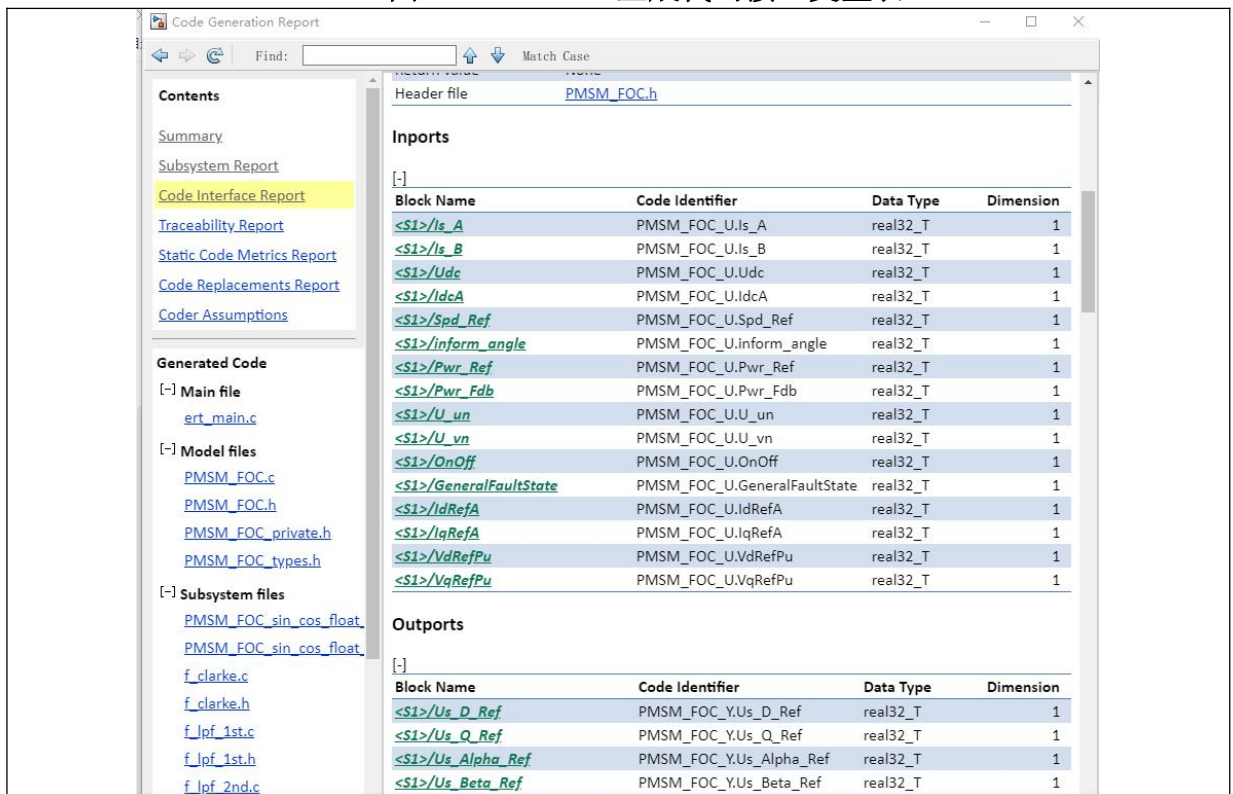 Code Generation Report
Find:
Match Case
Contents
Summary
Subsystem Report
Code Interface Report
Traceability Report
Static Code Metrics Report
Code Replacements Report
Coder Assumptions
Generated Code
[-] Main file
ert_main.c
[-] Model files
PMSM_FOC.c
PMSM_FOC.h
PMSM_FOC_private.h
PMSM_FOC_types.h
[-] Subsystem files
PMSM_FOC_sin_cos_float_
PMSM_FOC_sin_cos_float_
f_clarke.c
f_clarke.h
f_lpf_1st.c
f_lpf_1st.h
f_lpf_2nd.c
Header file PMSM_FOC.h
Inports
[-]
Block Name Code Identifier Data Type Dimension
<S1>/Is_A PMSM_FOC_U.Is_A real32_T 1
<S1>/Is_B PMSM_FOC_U.Is_B real32_T 1
<S1>/Udc PMSM_FOC_U.Udc real32_T 1
<S1>/IdcA PMSM_FOC_U.IdcA real32_T 1
<S1>/Spd_Ref PMSM_FOC_U.Spd_Ref real32_T 1
<S1>/inform_angle PMSM_FOC_U.inform_angle real32_T 1
<S1>/Pwr_Ref PMSM_FOC_U.Pwr_Ref real32_T 1
<S1>/Pwr_Fdb PMSM_FOC_U.Pwr_Fdb real32_T 1
<S1>/U_un PMSM_FOC_U.U_un real32_T 1
<S1>/U_vn PMSM_FOC_U.U_vn real32_T 1
<S1>/OnOff PMSM_FOC_U.OnOff real32_T 1
<S1>/GeneralFaultState PMSM_FOC_U.GeneralFaultState real32_T 1
<S1>/IdRefA PMSM_FOC_U.IdRefA real32_T 1
<S1>/IqRefA PMSM_FOC_U.IqRefA real32_T 1
<S1>/VdRefPu PMSM_FOC_U.VdRefPu real32_T 1
<S1>/VqRefPu PMSM_FOC_U.VqRefPu real32_T 1
Outports
[-]
Block Name Code Identifier Data Type Dimension
<S1>/Us_D_Ref PMSM_FOC_Y.Us_D_Ref real32_T 1
<S1>/Us_Q_Ref PMSM_FOC_Y.Us_Q_Ref real32_T 1
<S1>/Us_Alpha_Ref PMSM_FOC_Y.Us_Alpha_Ref real32_T 1
<S1>/Us_Beta_Ref PMSM_FOC_Y.Us_Beta_Ref real32_T 1